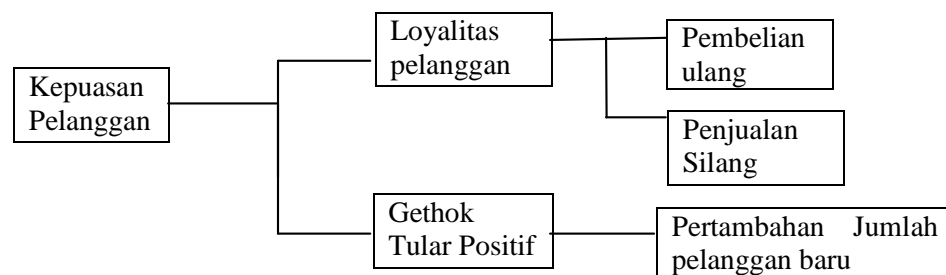 Kepuasan
Pelanggan
Loyalitas
pelanggan
Pembelian
ulang
Penjualan
Silang
Gethok
Tular Positif
Pertambahan Jumlah
pelanggan baru